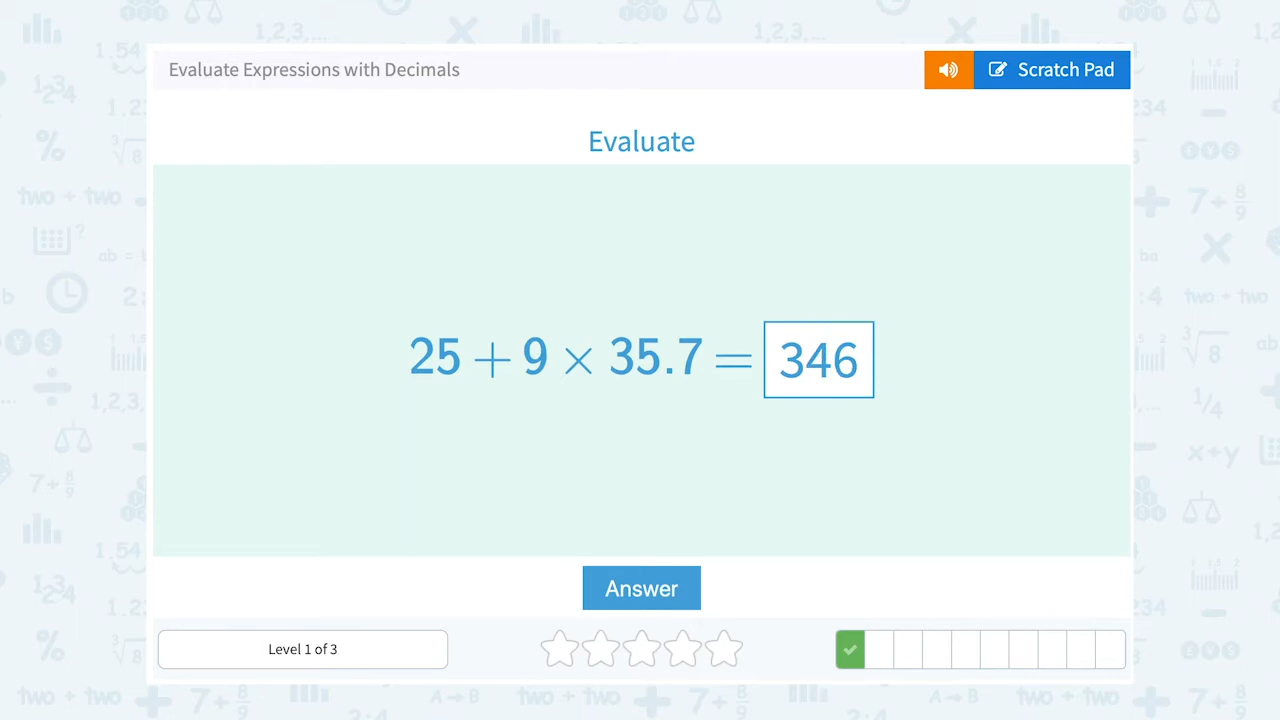 Evaluate Expressions with Decimals
Scratch Pad
Evaluate
25 + 9 × 35.7 = 346
Answer
Level 1 of 3